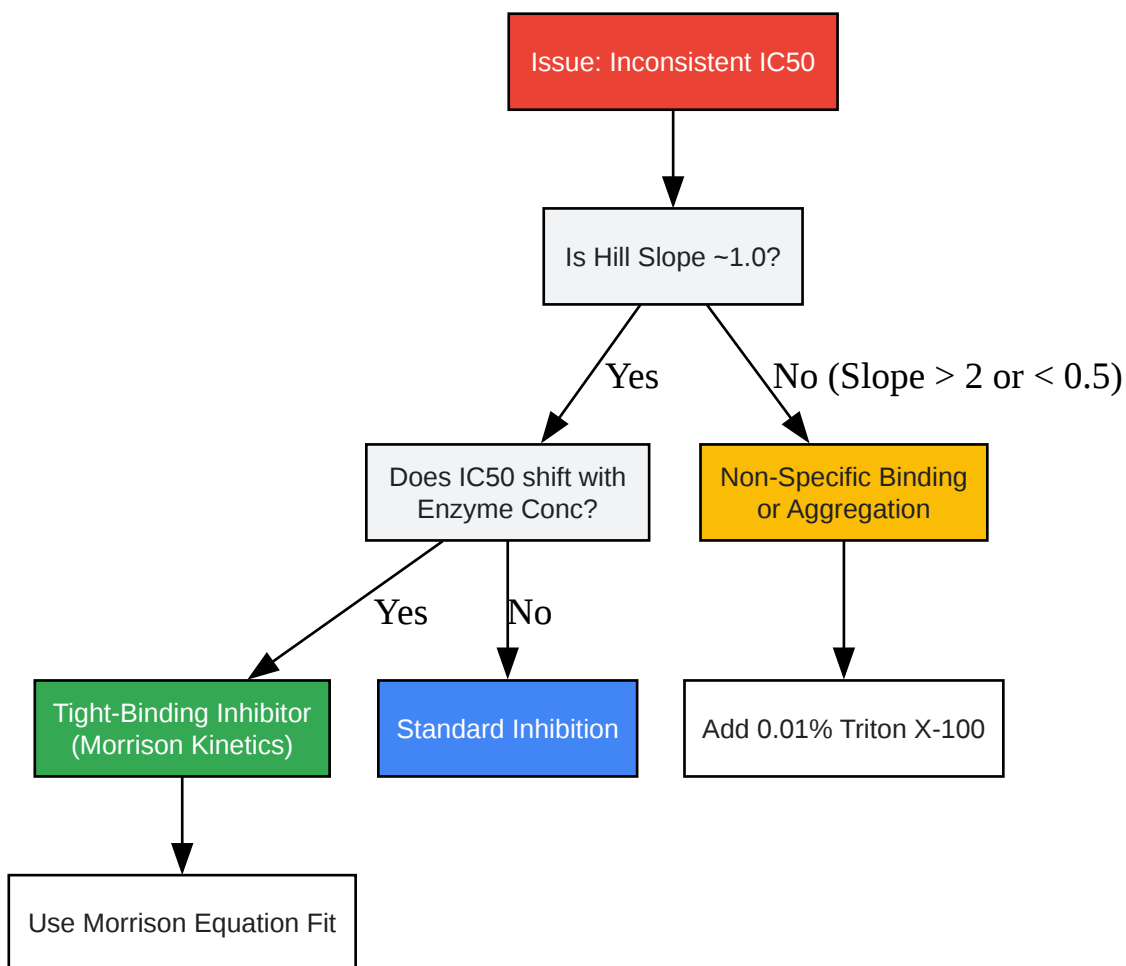 Issue: Inconsistent IC50
Is Hill Slope ~1.0?
Yes
No (Slope > 2 or < 0.5)
Does IC50 shift with
Enzyme Conc?
Non-Specific Binding
or Aggregation
Yes
No
Tight-Binding Inhibitor
(Morrison Kinetics)
Standard Inhibition
Add 0.01% Triton X-100
Use Morrison Equation Fit